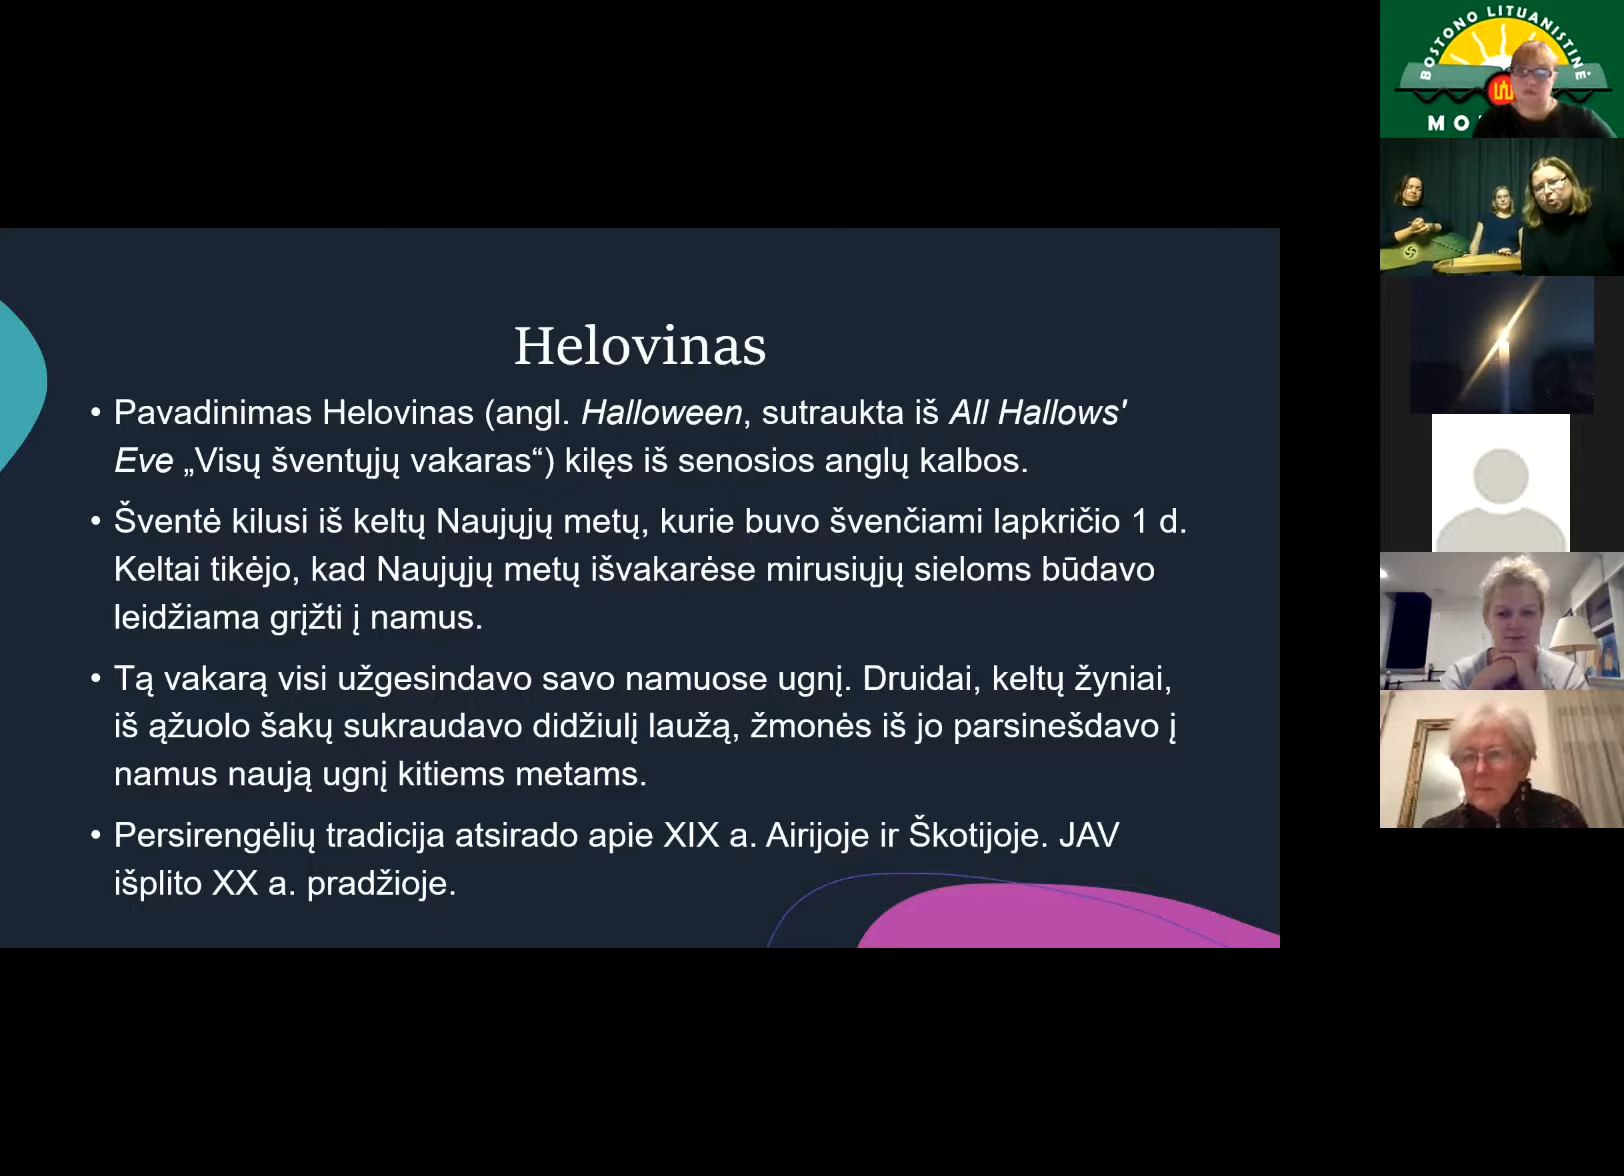 Helovinas
• Pavadinimas Helovinas (angl. Halloween, sutraukta iš All Hallows'
Eve „Visų šventųjų vakaras“) kilęs iš senosios anglų kalbos.
• Šventė kilusi iš keltų Naujųjų metų, kurie buvo švenčiami lapkričio 1 d.
Keltai tikėjo, kad Naujųjų metų išvakarėse mirusiųjų sieloms būdavo
leidžiama grįžti į namus.
• Tą vakarą visi užgesindavo savo namuose ugnį. Druidai, keltų žyniai,
iš ąžuolo šakų sukraudavo didžiulį laužą, žmonės iš jo parsinešdavo į
namus naują ugnį kitiems metams.
• Persirengėlių tradicija atsirado apie XIX a. Airijoje ir Škotijoje. JAV
išplito XX a. pradžioje.
BOSTONO LITUANISTINĖ